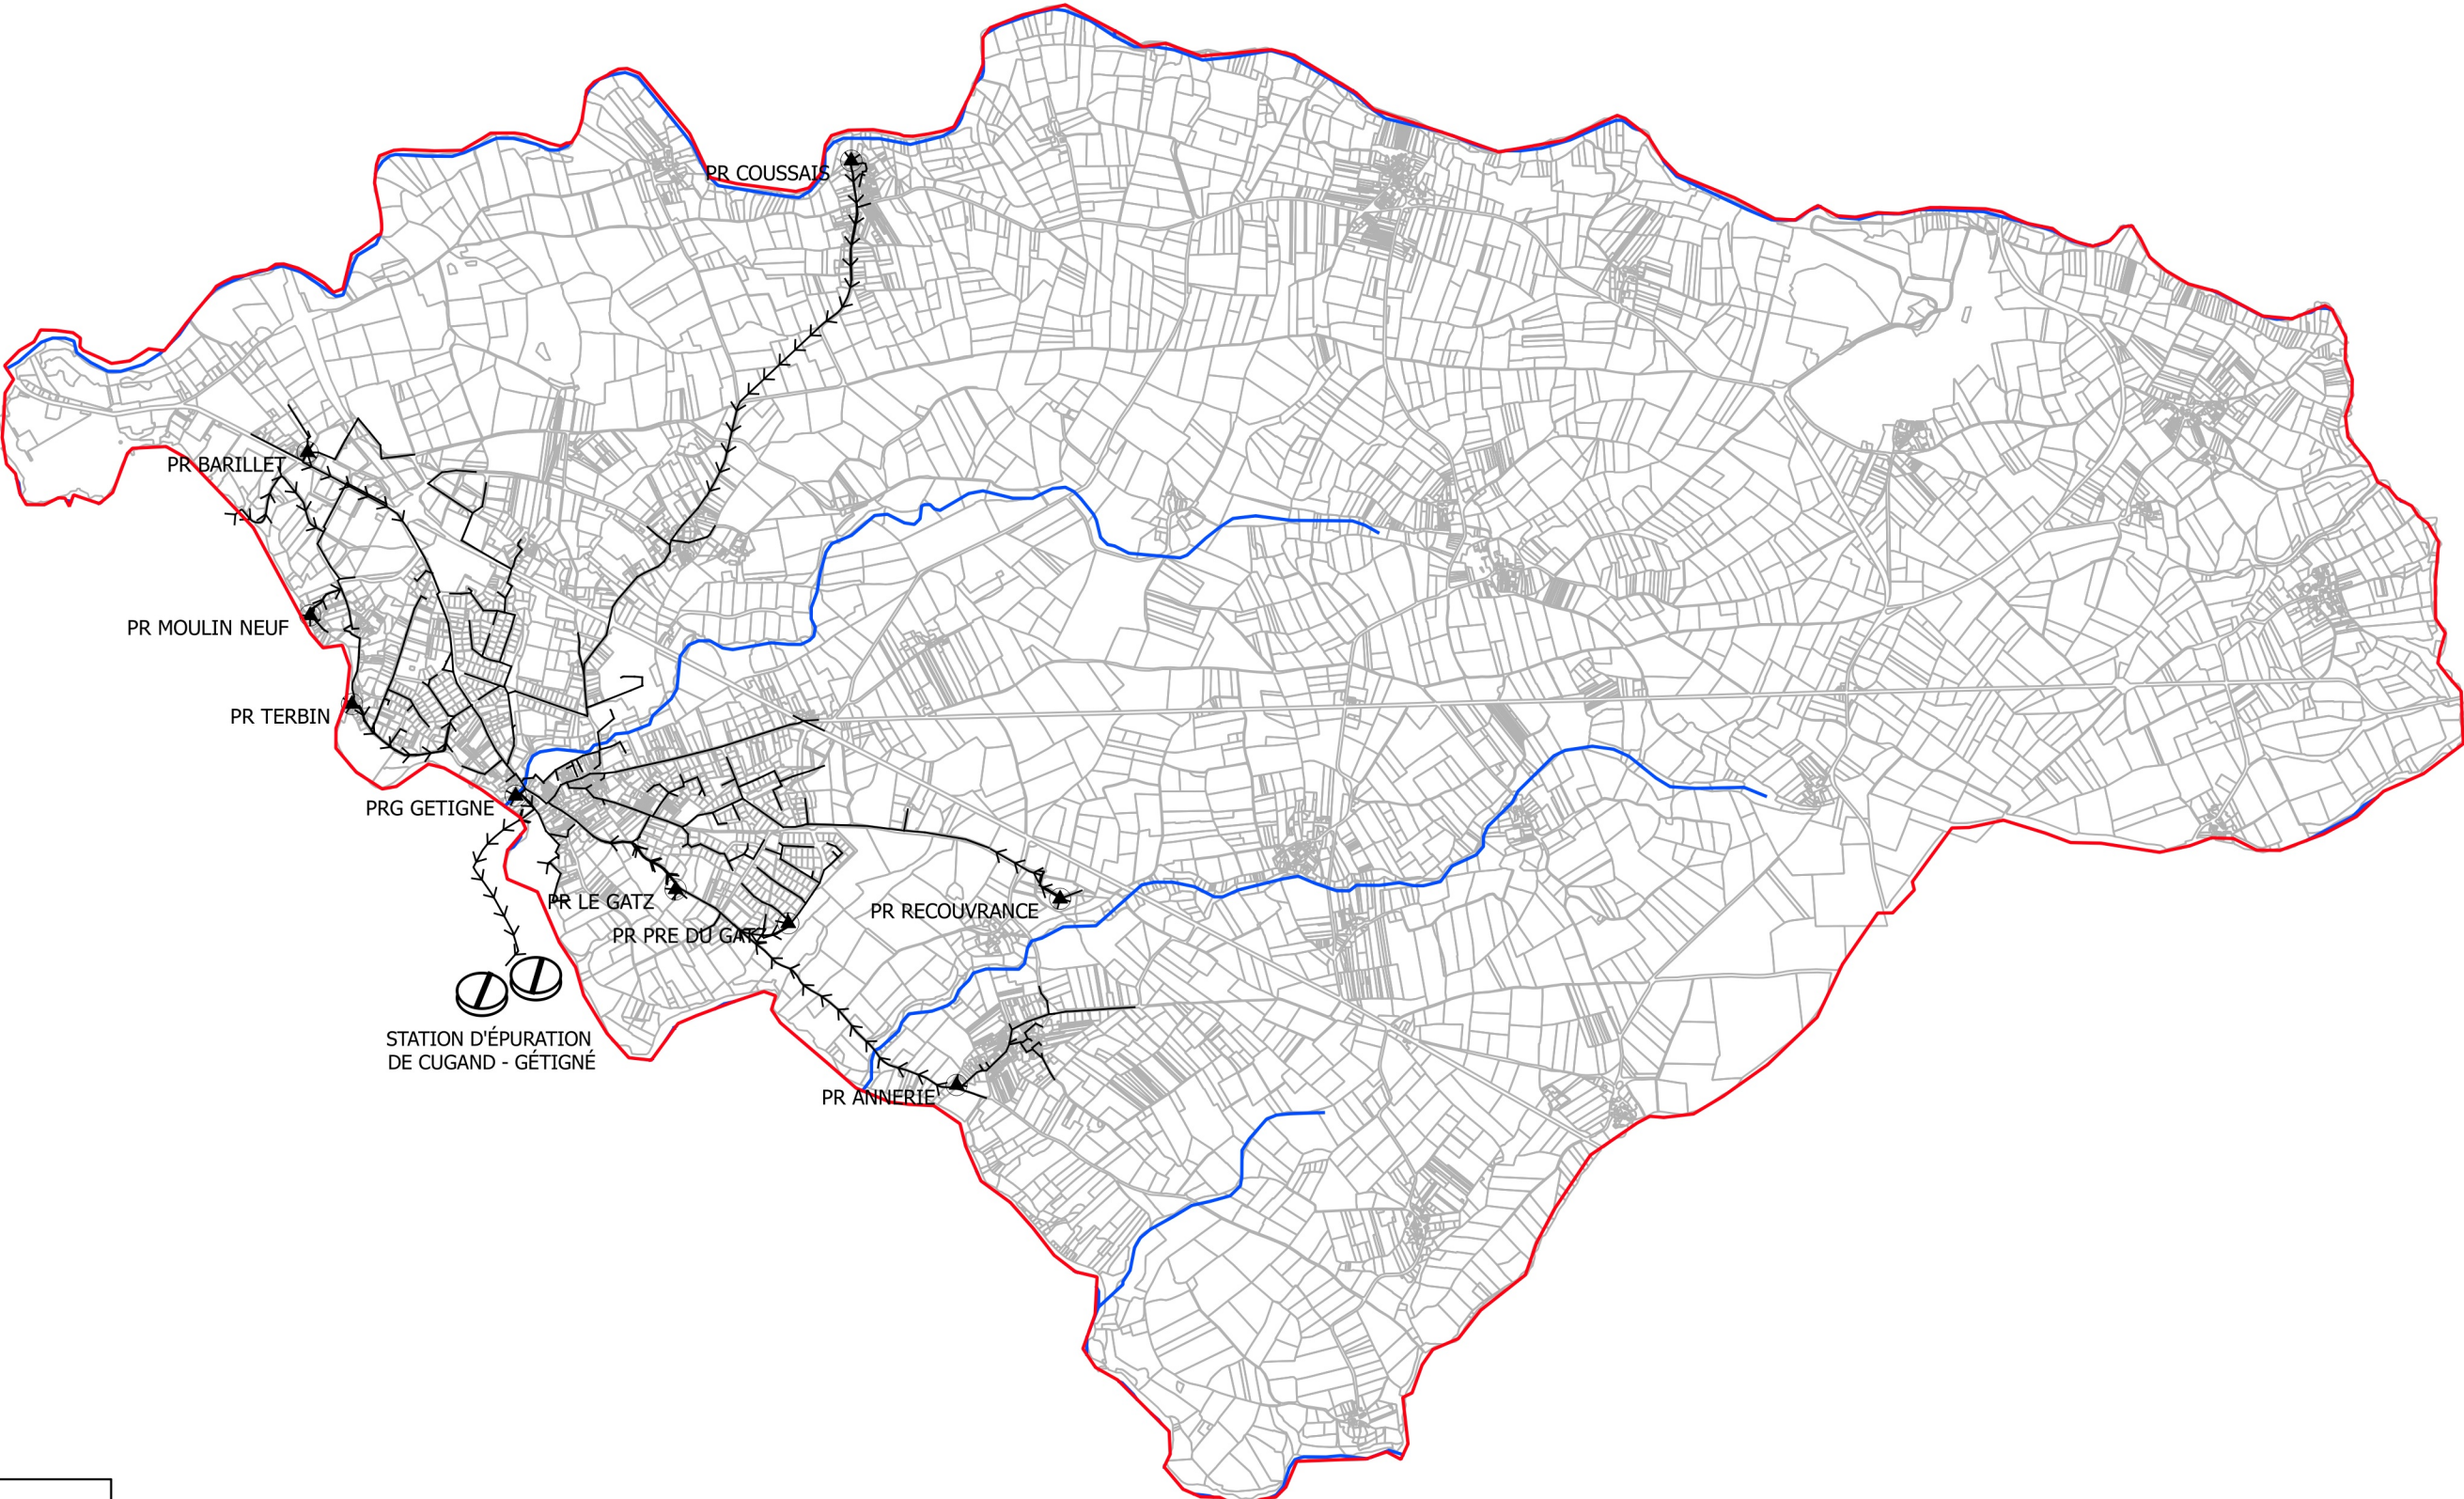 PR COUSSAIS
PR BARILLET
PR MOULIN NEUF
PR TERBIN
PRG GETIGNE
PR LE GATZ
PR RECOUVRANCE
PR PRE DU GATZ
STATION D'ÉPURATION
DE CUGAND - GÉTIGNÉ
PR ANNERIE